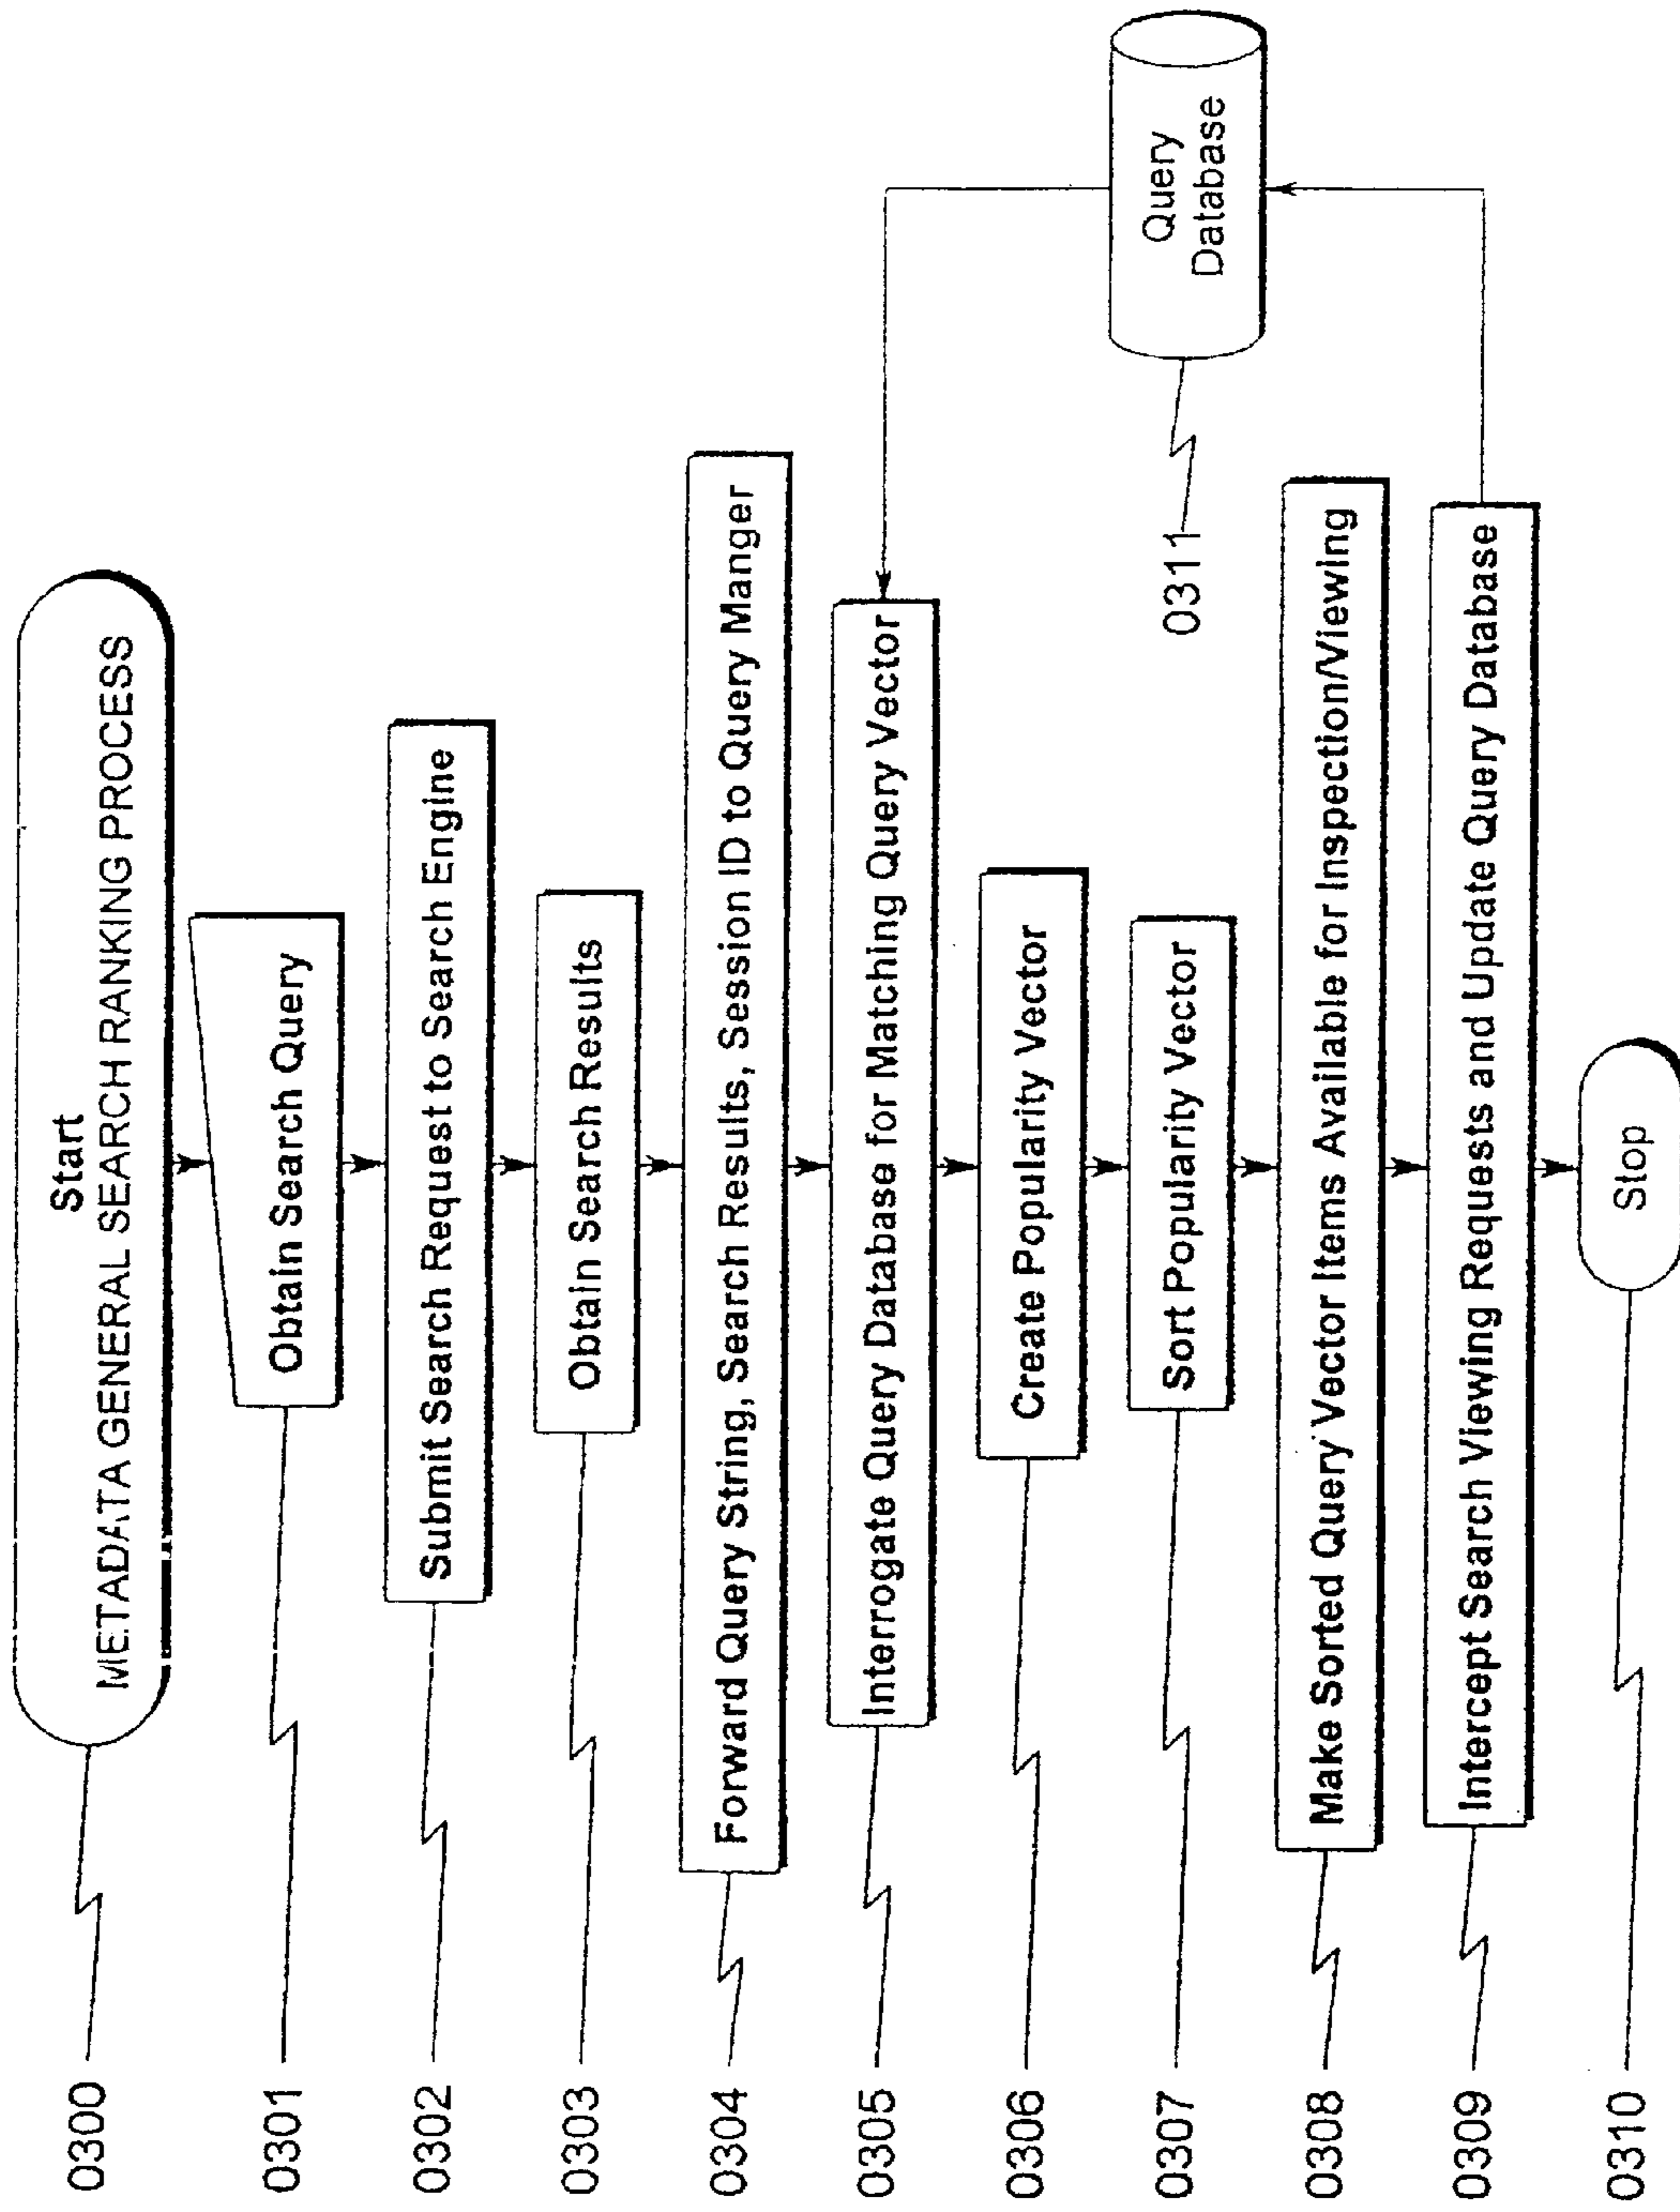 Start
METADATA GENERAL SEARCH RANKING PROCESS
0300
Obtain Search Query
0301
Submit Search Request to Search Engine
0302
Obtain Search Results
0303
Forward Query String, Search Results, Session ID to Query Manger
0304
Interrogate Query Database for Matching Query Vector
0305
Create Popularity Vector
0306
Sort Popularity Vector
0307
Query
Database
0311
Make Sorted Query Vector Items Available for Inspection/Viewing
0308
Intercept Search Viewing Requests and Update Query Database
0309
Stop
0310